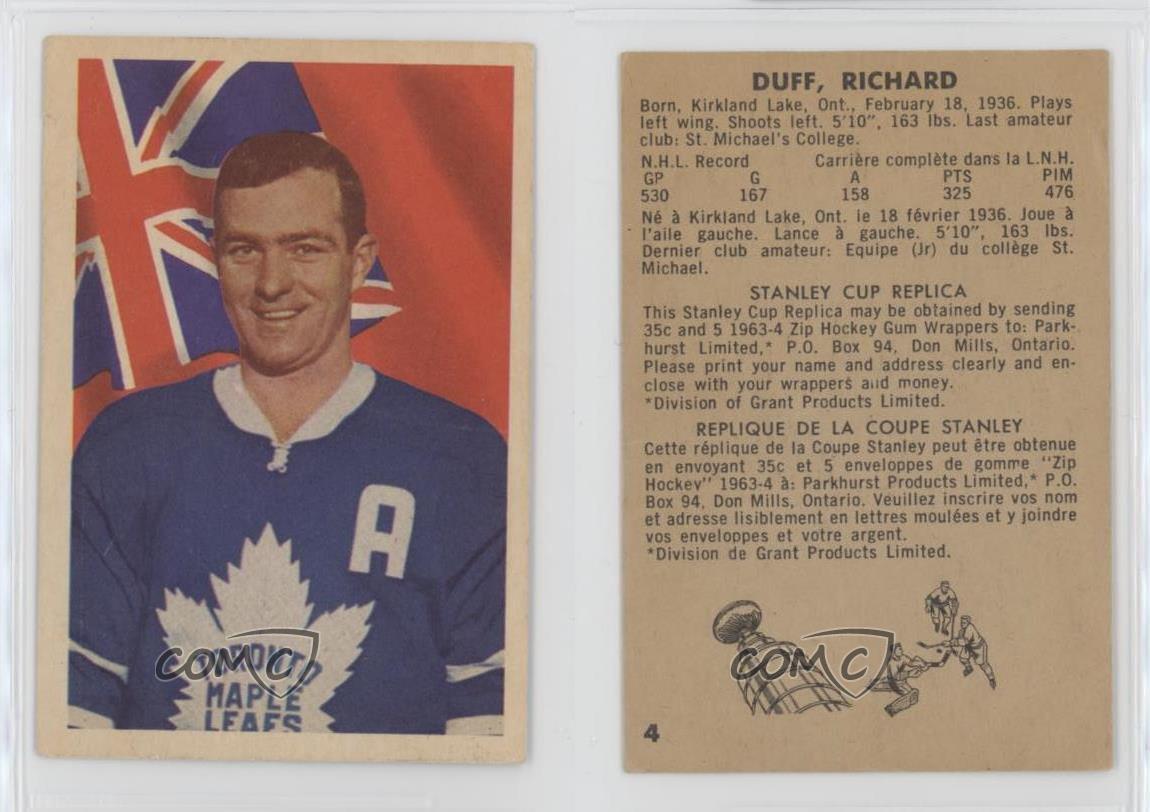 A
TORONTO
MAPLE
LEAFS
COMC
DUFF, RICHARD
Born, Kirkland Lake, Ont., February 18, 1936. Plays
left wing. Shoots left. 5'10", 163 lbs. Last amateur
club: St. Michael's College.
N.H.L. Record Carrière complète dans la L.N.H.
GP G A PTS PIM
530 167 158 325 476
Né à Kirkland Lake, Ont. le 18 février 1936. Joue à
l'aile gauche. Lance à gauche. 5'10", 163 lbs.
Dernier club amateur: Equipe (Jr) du collège St.
Michael.
STANLEY CUP REPLICA
This Stanley Cup Replica may be obtained by sending
35c and 5 1963-4 Zip Hockey Gum Wrappers to: Park-
hurst Limited,* P.O. Box 94, Don Mills, Ontario.
Please print your name and address clearly and en-
close with your wrappers and money.
*Division of Grant Products Limited.
REPLIQUE DE LA COUPE STANLEY
Cette réplique de la Coupe Stanley peut être obtenue
en envoyant 35c et 5 enveloppes de gomme "Zip
Hockey" 1963-4 à: Parkhurst Products Limited,* P.O.
Box 94, Don Mills, Ontario. Veuillez inscrire vos nom
et adresse lisiblement en lettres moulées et y joindre
vos enveloppes et votre argent.
*Division de Grant Products Limited.
COMC
4